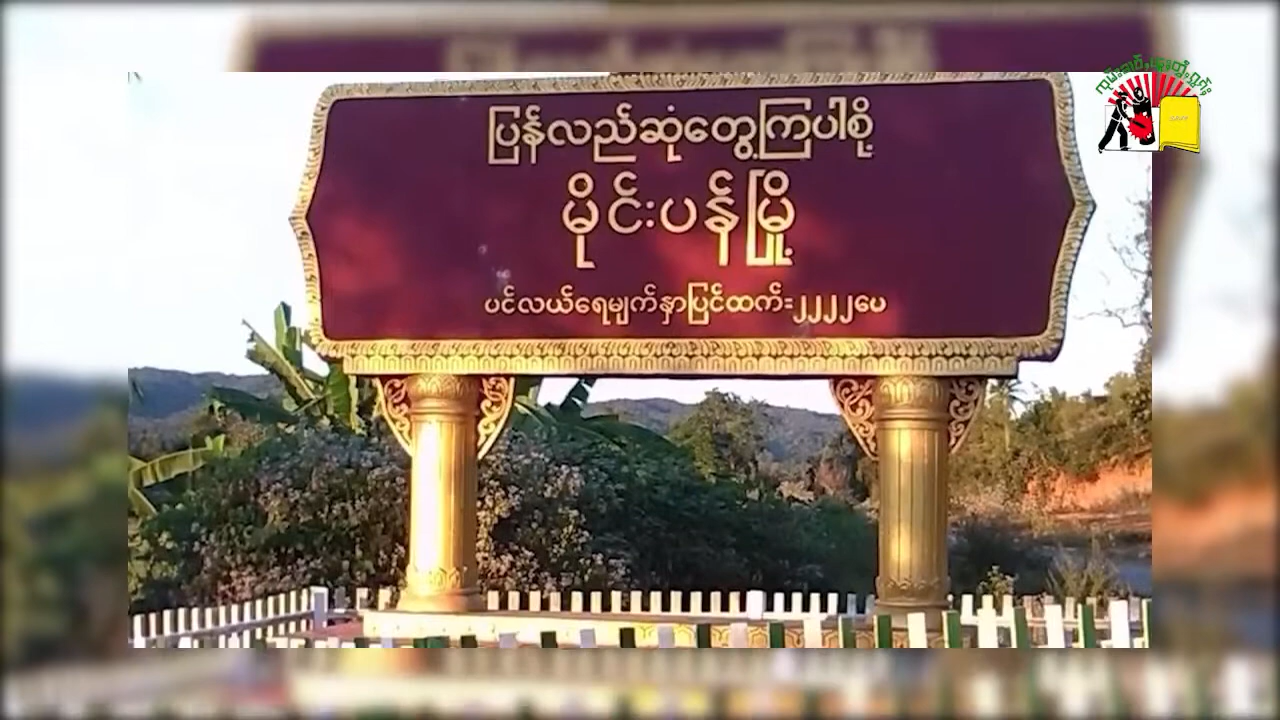 ပြန်လည်ဆုံတွေ့ကြပါစို့
မိုင်းပန်မြို့
ပင်လယ်ရေမျက်နှာပြင်ထက်=၂၂၂၂ပေ